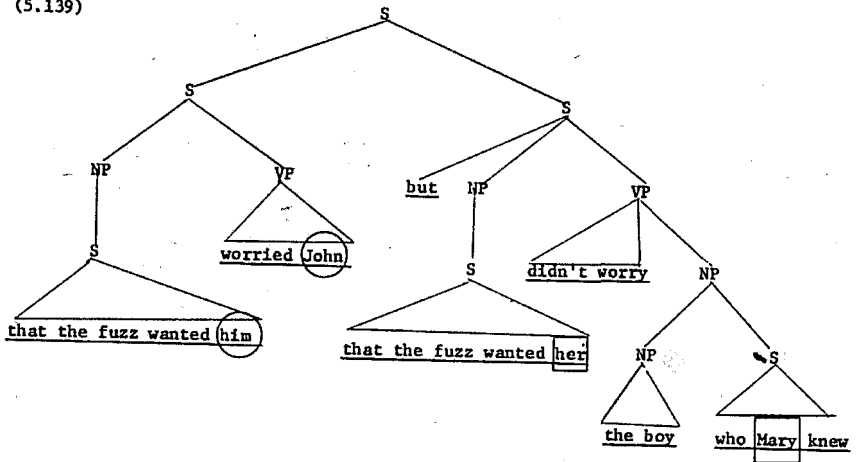 (5.139)
S
S
S
NP
VP
but
NP
VP
worried John
S
S
didn't worry
NP
that the fuzz wanted him
that the fuzz wanted her
NP
S
the boy
who Mary knew